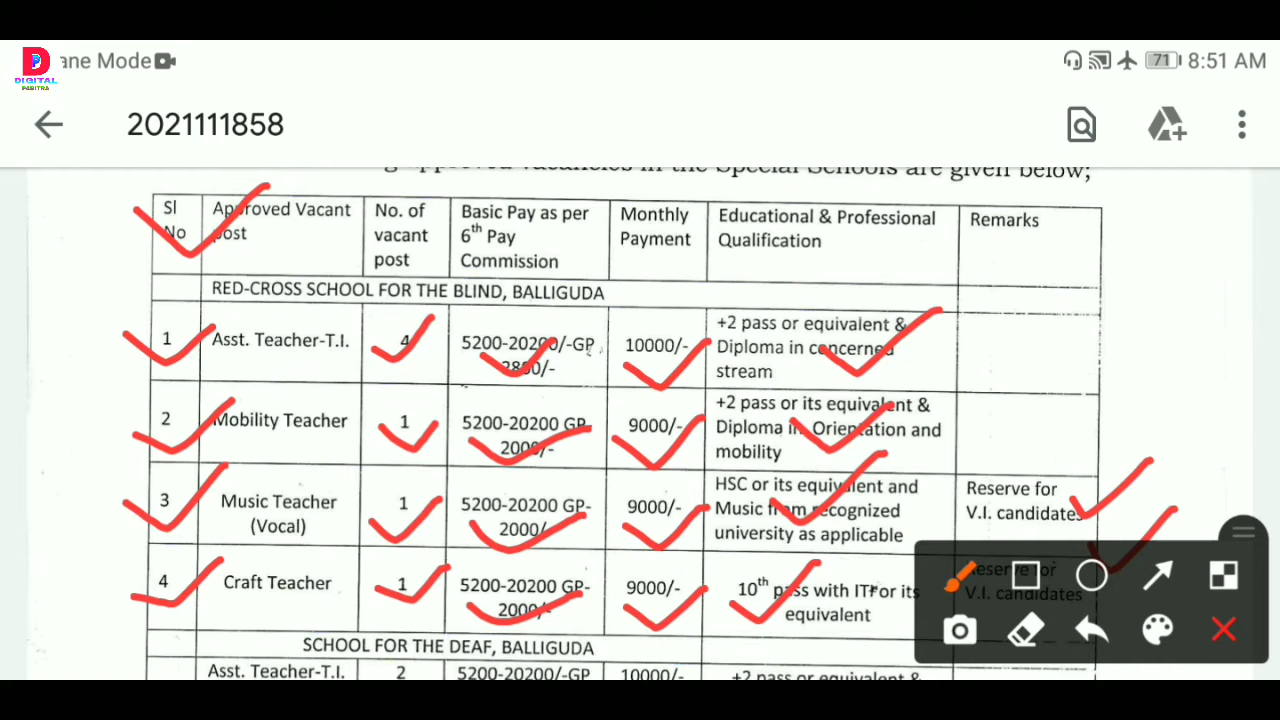 ane Mode
71 8:51 AM
DIGITAL
PABITRA
2021111858
approved vacancies in the Special Schools are given below;
Sl No Approved Vacant post No. of vacant post Basic Pay as per 6th Pay Commission Monthly Payment Educational & Professional Qualification Remarks
RED-CROSS SCHOOL FOR THE BLIND, BALLIGUDA
1 Asst. Teacher-T.I. 4 5200-20200/-GP 2800/- 10000/- +2 pass or equivalent & Diploma in concerned stream
2 Mobility Teacher 1 5200-20200 GP-2000/- 9000/- +2 pass or its equivalent & Diploma in Orientation and mobility
3 Music Teacher (Vocal) 1 5200-20200 GP-2000/- 9000/- HSC or its equivalent and Music from recognized university as applicable Reserve for V.I. candidates
4 Craft Teacher 1 5200-20200 GP-2000/- 9000/- 10th pass with ITI or its equivalent Reserve for V.I. candidates
SCHOOL FOR THE DEAF, BALLIGUDA
Asst. Teacher-T.I. 2 5200-20200/-GP 10000/- +2 pass or equivalent &